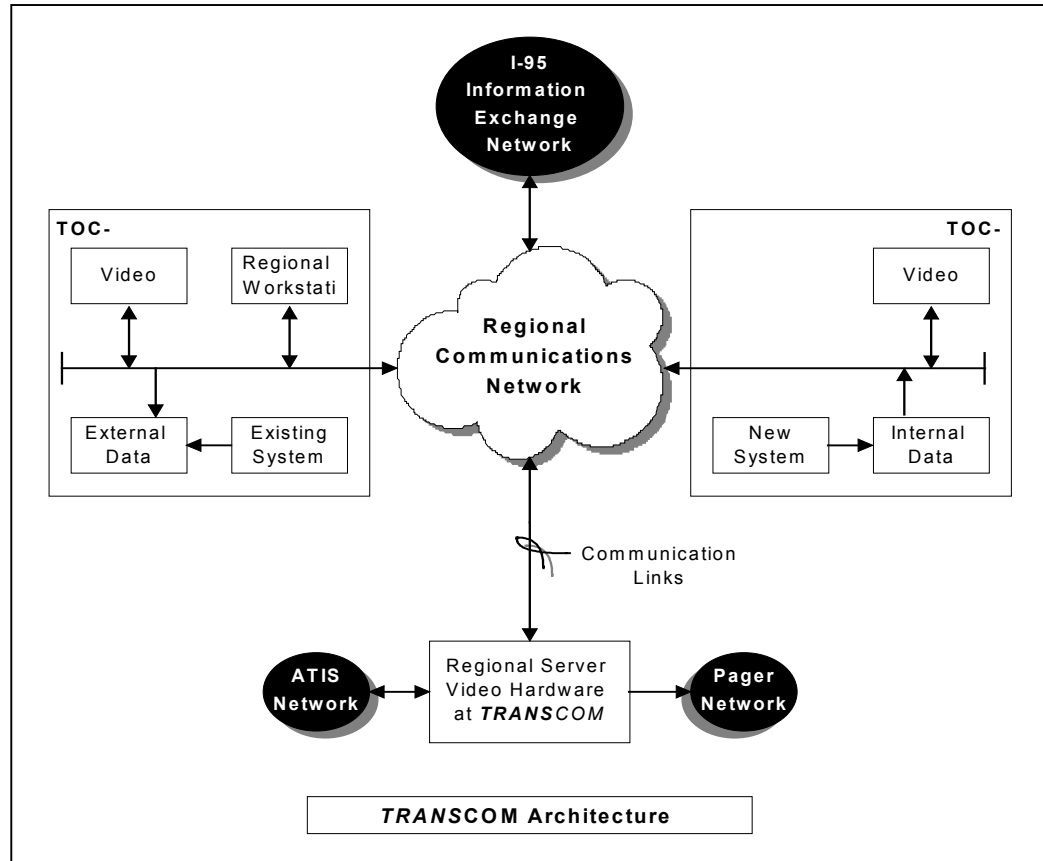 I-95
Information
Exchange
Network
TOC-
Video
Regional
Workstati
External
Data
Existing
System
Regional
Communications
Network
TOC-
Video
New
System
Internal
Data
Communication
Links
ATIS
Network
Regional Server
Video Hardware
at TRANSCOM
Pager
Network
TRANSCOM Architecture